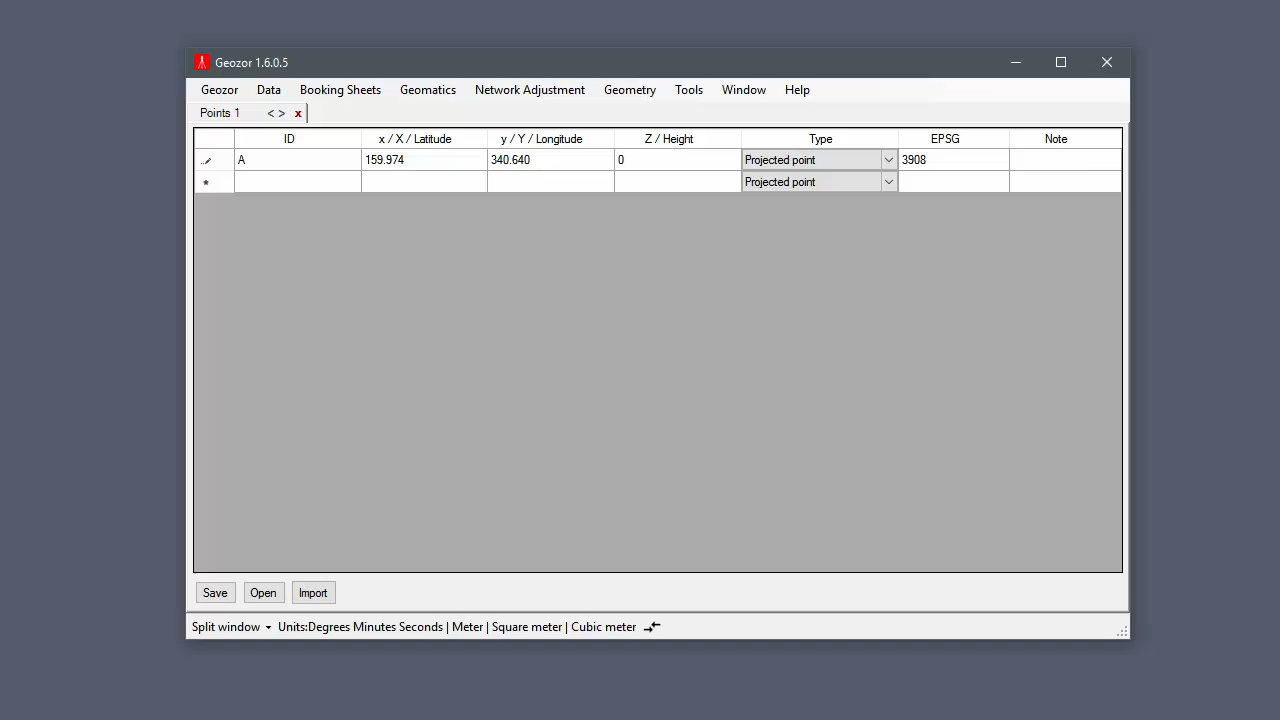 Geozor 1.6.0.5
Geozor Data Booking Sheets Geomatics Network Adjustment Geometry Tools Window Help
Points 1 < > x
ID x / X / Latitude y / Y / Longitude Z / Height Type EPSG Note
A 159.974 340.640 0 Projected point 3908
* Projected point
Save Open Import
Split window Units:Degrees Minutes Seconds | Meter | Square meter | Cubic meter